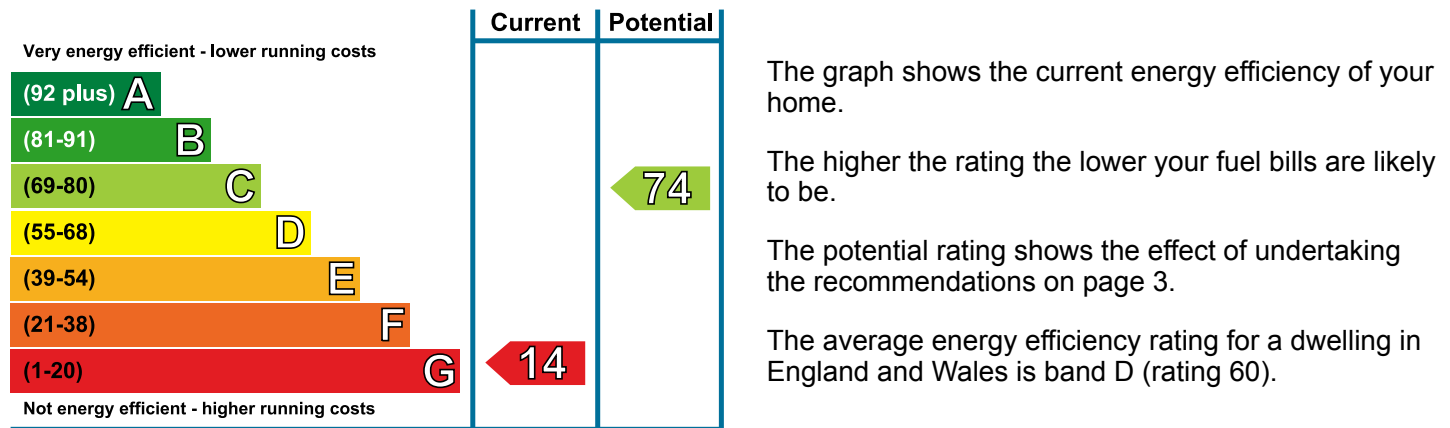 Current Potential
Very energy efficient - lower running costs
(92 plus) A
(81-91) B
(69-80) C
74
(55-68) D
(39-54) E
(21-38) F
(1-20) G
14
Not energy efficient - higher running costs
The graph shows the current energy efficiency of your
home.
The higher the rating the lower your fuel bills are likely
to be.
The potential rating shows the effect of undertaking
the recommendations on page 3.
The average energy efficiency rating for a dwelling in
England and Wales is band D (rating 60).